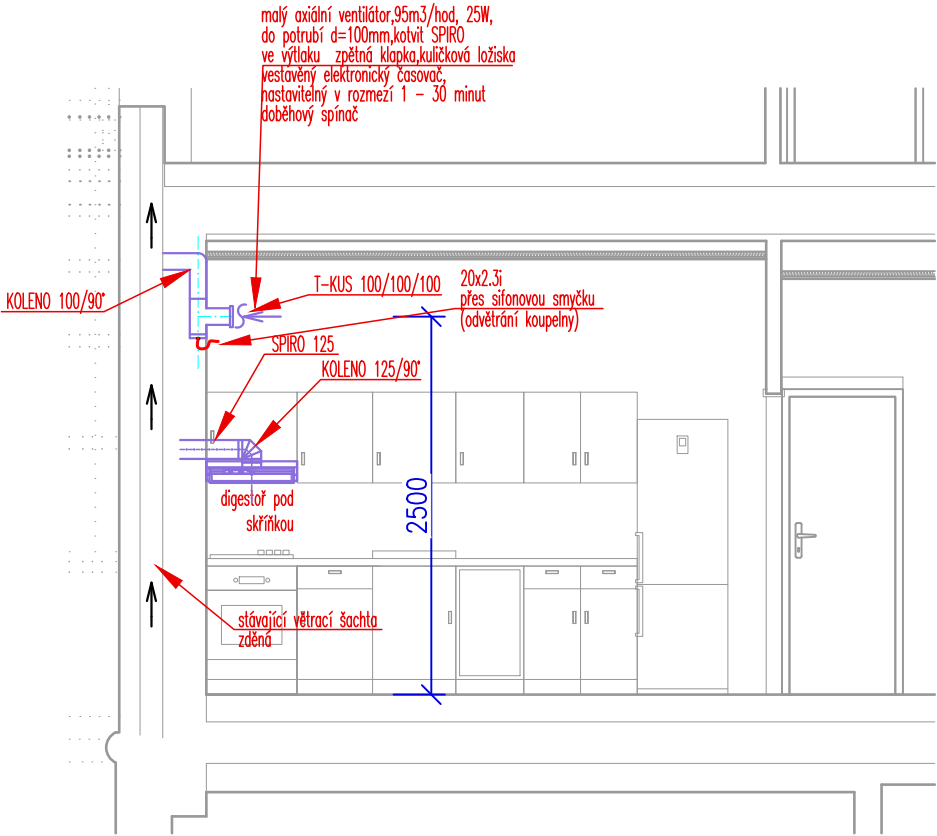 malý axiální ventilátor,95m3/hod, 25W,
do potrubí d=100mm,kotvit SPIRO
ve výtlaku zpětná klapka,kuličková ložiska
vestavěný elektronický časovač,
nastavitelný v rozmezí 1 - 30 minut
doběhový spínač
T-KUS 100/100/100
20x2.3i
přes sifonovou smyčku
(odvětrání koupelny)
KOLENO 100/90°
SPIRO 125
KOLENO 125/90°
digestoř pod
skříňkou
2500
stávající větrací šachta
zděná